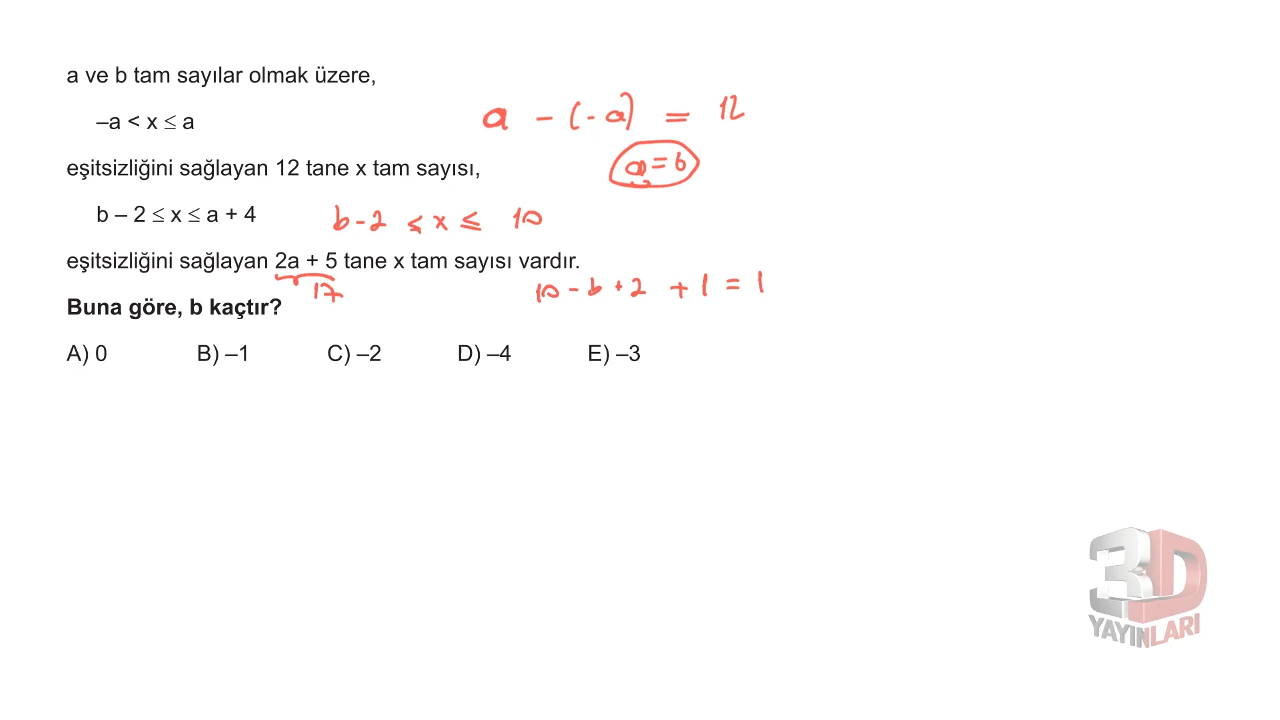 a ve b tam sayılar olmak üzere,
–a < x ≤ a
a - (-a) = 12
eşitsizliğini sağlayan 12 tane x tam sayısı,
a = 6
b – 2 ≤ x ≤ a + 4
b - 2 ≤ x ≤ 10
eşitsizliğini sağlayan 2a + 5 tane x tam sayısı vardır.
17
10 - b + 2 + 1 = 1
Buna göre, b kaçtır?
A) 0 B) –1 C) –2 D) –4 E) –3
3D
YAYINLARI